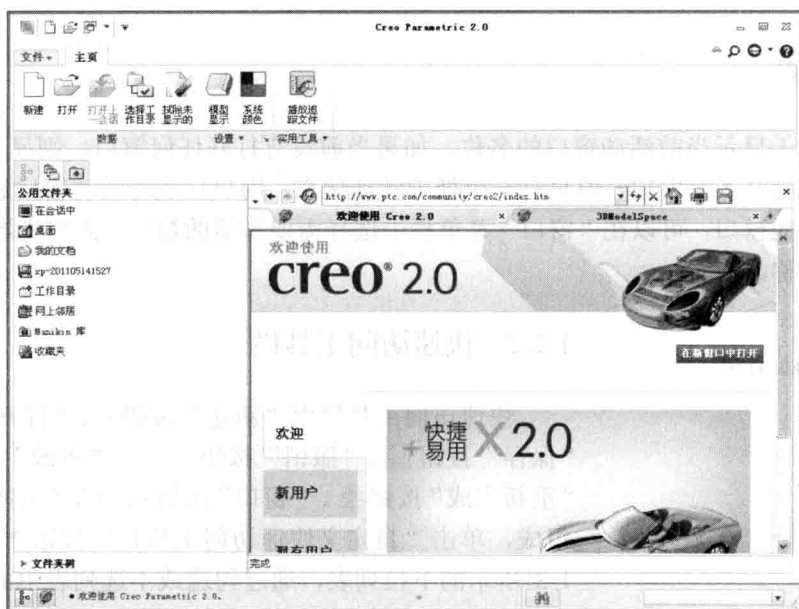 Creo Parametric 2.0
文件 主页
新建 打开 打开上一会话 选择工作目录 拭除未显示的 模型显示 系统颜色 播放追踪文件
数据 设置 实用工具
公用文件夹
在会话中
桌面
我的文档
xp-201105141527
工作目录
网上邻居
Manikin 库
收藏夹
文件夹树
http://www.ptc.com/community/creo2/index.htm
欢迎使用 Creo 2.0 3DModelSpace
欢迎使用
creo® 2.0
在新窗口中打开
欢迎
新用户
现有用户
+ 快捷易用 X 2.0
完成
• 欢迎使用 Creo Parametric 2.0。